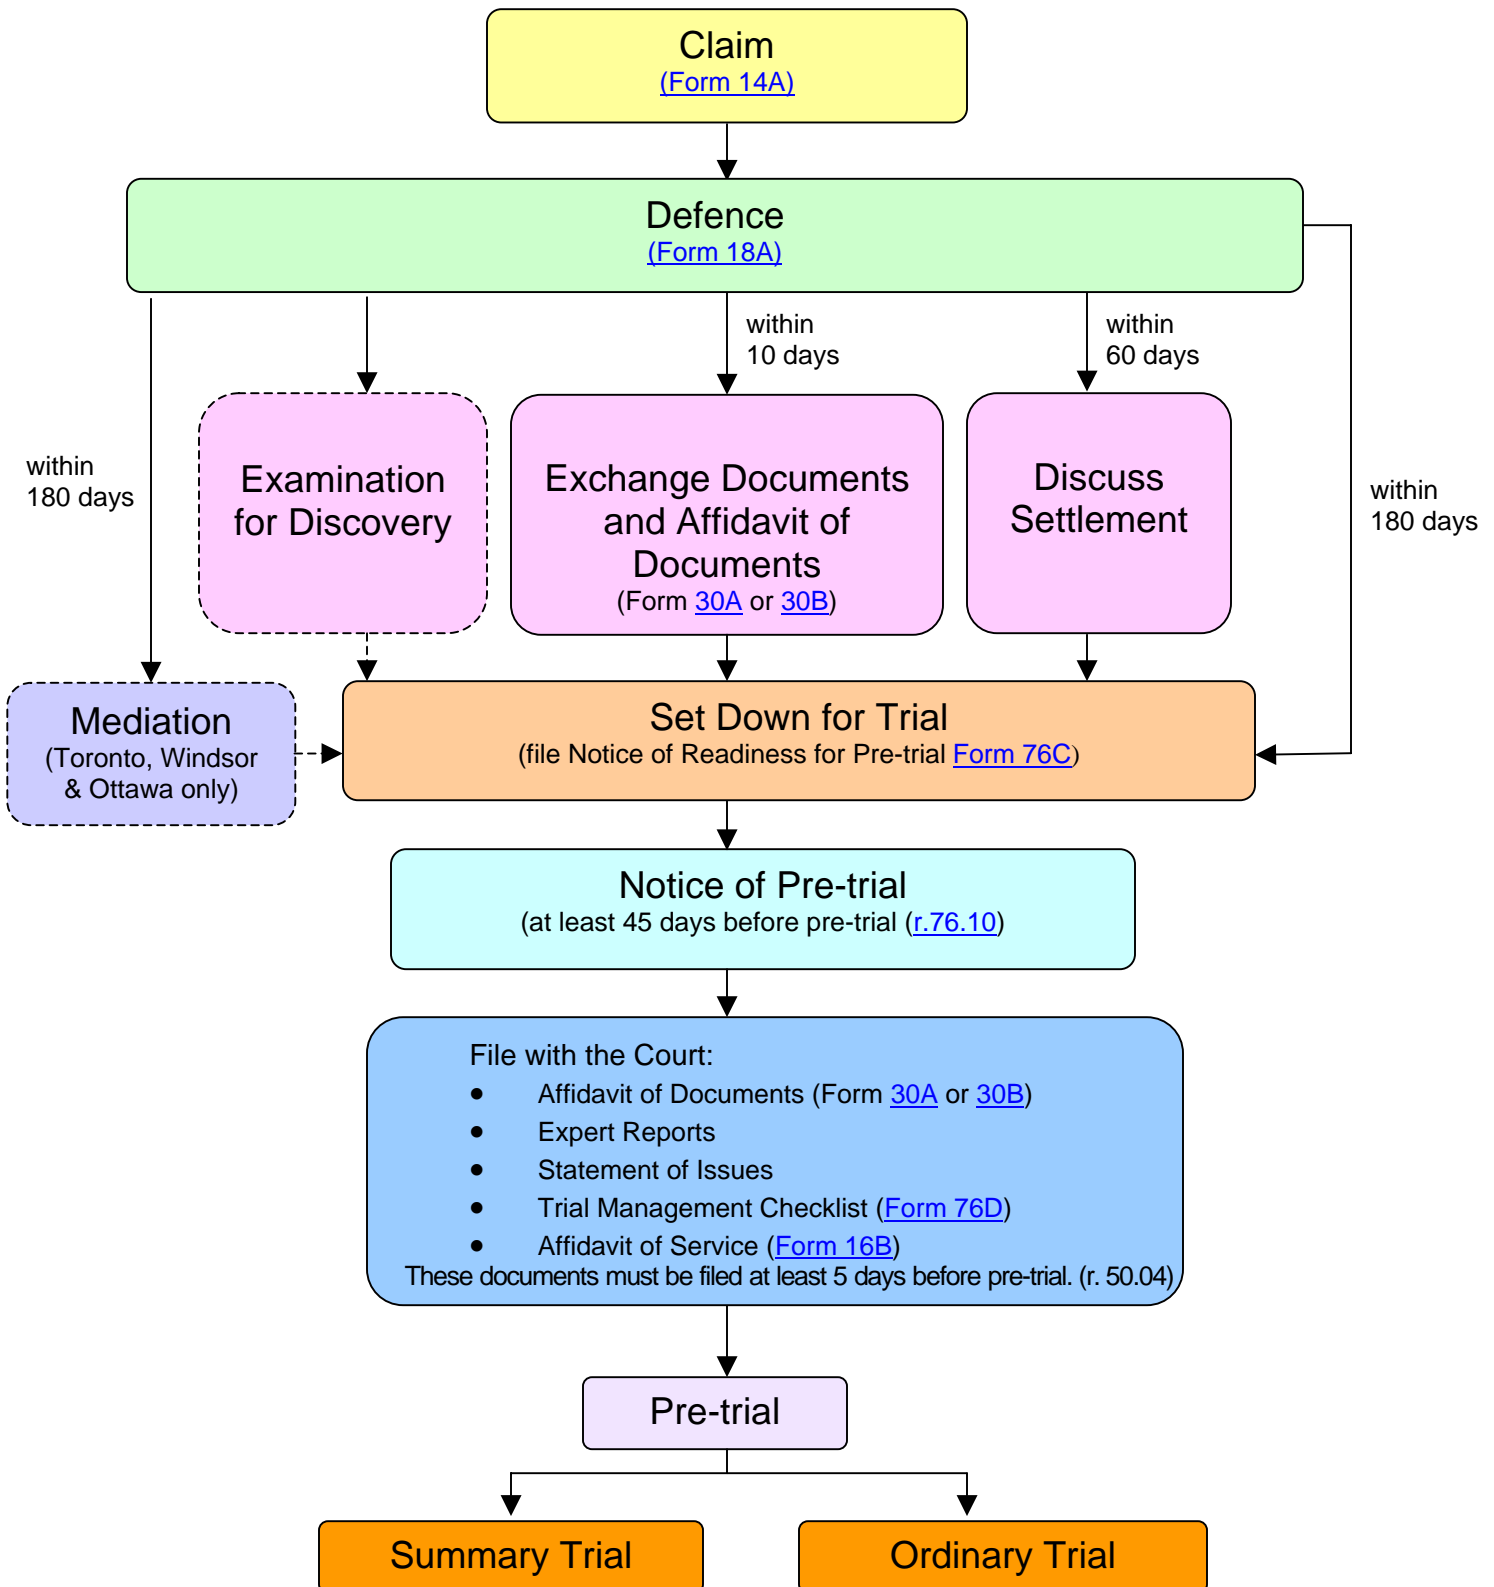 Claim
(Form 14A)
Defence
(Form 18A)
within
10 days
within
60 days
within
180 days
Examination
for Discovery
Exchange Documents
and Affidavit of
Documents
(Form 30A or 30B)
Discuss
Settlement
within
180 days
Mediation
(Toronto, Windsor
& Ottawa only)
Set Down for Trial
(file Notice of Readiness for Pre-trial Form 76C)
Notice of Pre-trial
(at least 45 days before pre-trial (r.76.10)
File with the Court:
● Affidavit of Documents (Form 30A or 30B)
● Expert Reports
● Statement of Issues
● Trial Management Checklist (Form 76D)
● Affidavit of Service (Form 16B)
These documents must be filed at least 5 days before pre-trial. (r. 50.04)
Pre-trial
Summary Trial
Ordinary Trial